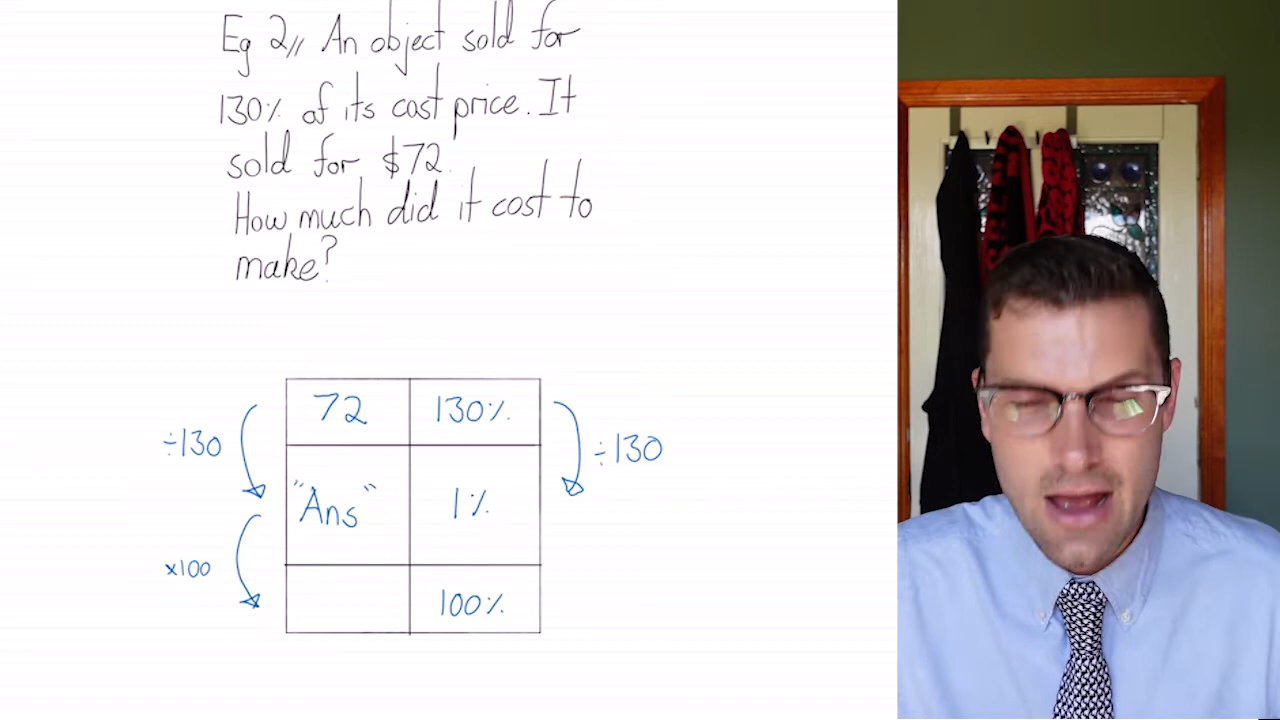 Eg 2,, An object sold for
130% of its cost price. It
sold for $72.
How much did it cost to
make?
72 130%
÷130 ÷130
"Ans" 1%
x100
100%